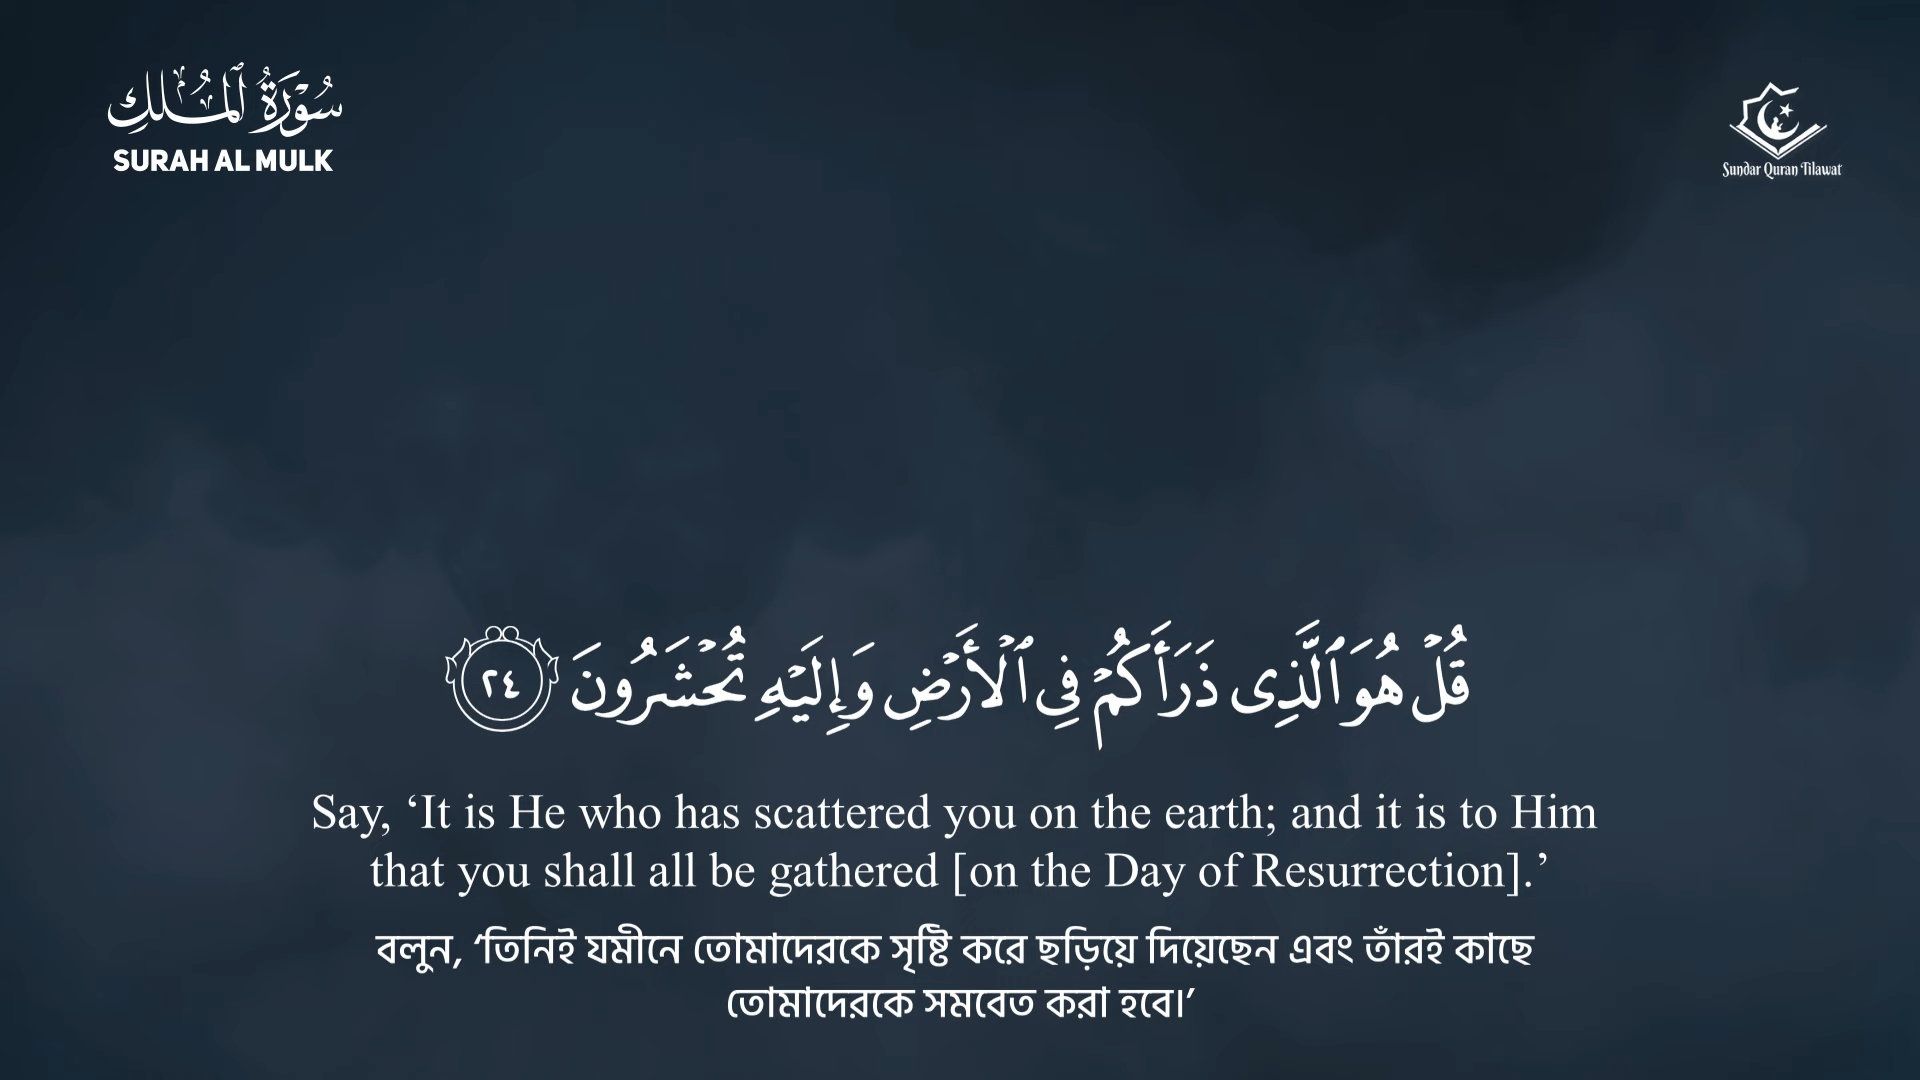 سُورَةُ ٱلْمُلك
SURAH AL MULK
Sundar Quran Tilawat
قُلْ هُوَ ٱلَّذِى ذَرَأَكُمْ فِى ٱلْأَرْضِ وَإِلَيْهِ تُحْشَرُونَ ٢٤
Say, ‘It is He who has scattered you on the earth; and it is to Him
that you shall all be gathered [on the Day of Resurrection].’
বলুন, ‘তিনিই যমীনে তোমাদেরকে সৃষ্টি করে ছড়িয়ে দিয়েছেন এবং তাঁরই কাছে
তোমাদেরকে সমবেত করা হবে।’